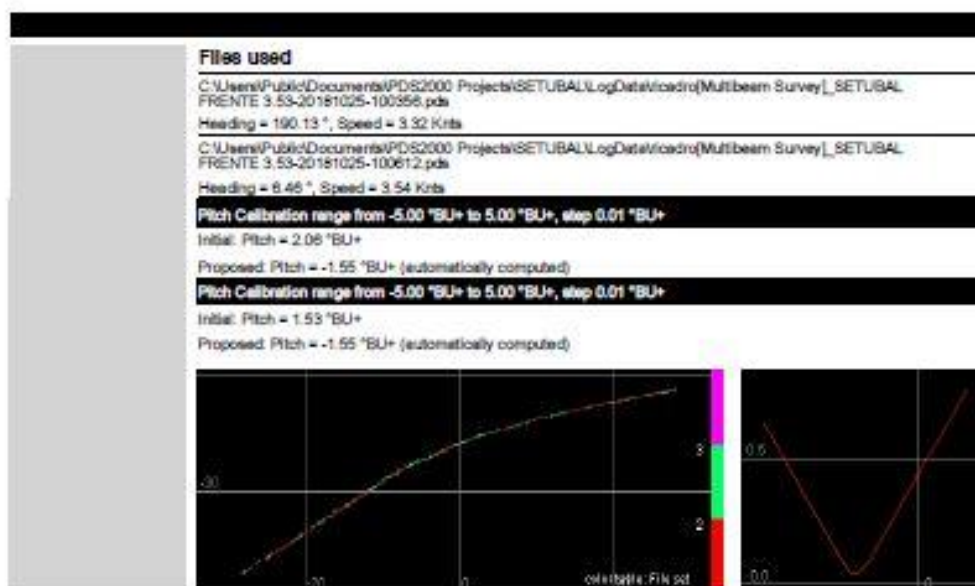 Files used
C:\Users\Public\Documents\PDS2000 Projects\SETUBAL\LogData\vicadro[Multibeam Survey]_SETUBAL
FRENTE 3.53-20181025-100356.pds
Heading = 190.13 °, Speed = 3.32 Knts
C:\Users\Public\Documents\PDS2000 Projects\SETUBAL\LogData\vicadro[Multibeam Survey]_SETUBAL
FRENTE 3.53-20181025-100612.pds
Heading = 6.46 °, Speed = 3.54 Knts
Pitch Calibration range from -5.00 °BU+ to 5.00 °BU+, step 0.01 °BU+
Initial: Pitch = 2.06 °BU+
Proposed: Pitch = -1.55 °BU+ (automatically computed)
Pitch Calibration range from -5.00 °BU+ to 5.00 °BU+, step 0.01 °BU+
Initial: Pitch = 1.53 °BU+
Proposed: Pitch = -1.55 °BU+ (automatically computed)
3
0.5
-30
2
-20
0
colortable: File set
0.0
0